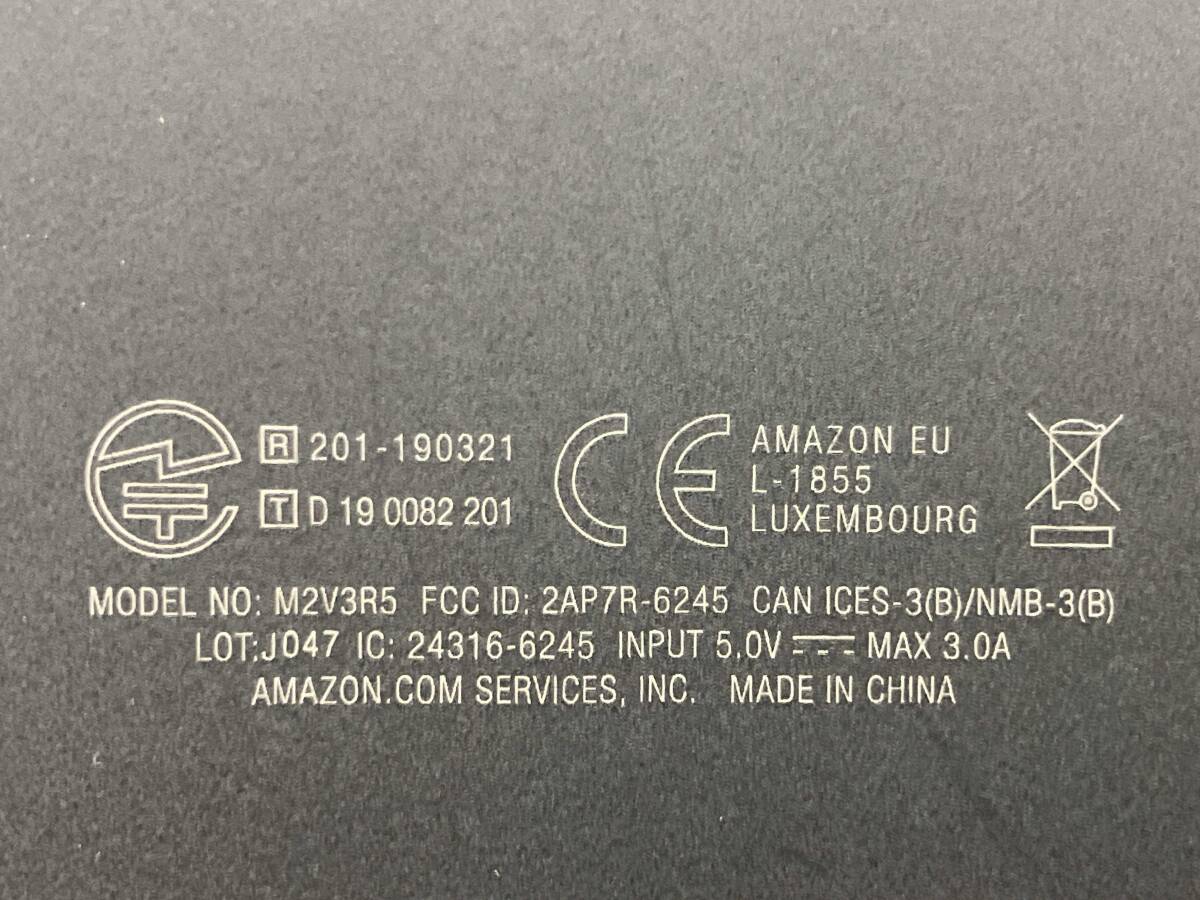 R 201-190321
T D 19 0082 201
CE
AMAZON EU
L-1855
LUXEMBOURG
MODEL NO: M2V3R5 FCC ID: 2AP7R-6245 CAN ICES-3(B)/NMB-3(B)
LOT:J047 IC: 24316-6245 INPUT 5.0V ⎓ MAX 3.0A
AMAZON.COM SERVICES, INC. MADE IN CHINA